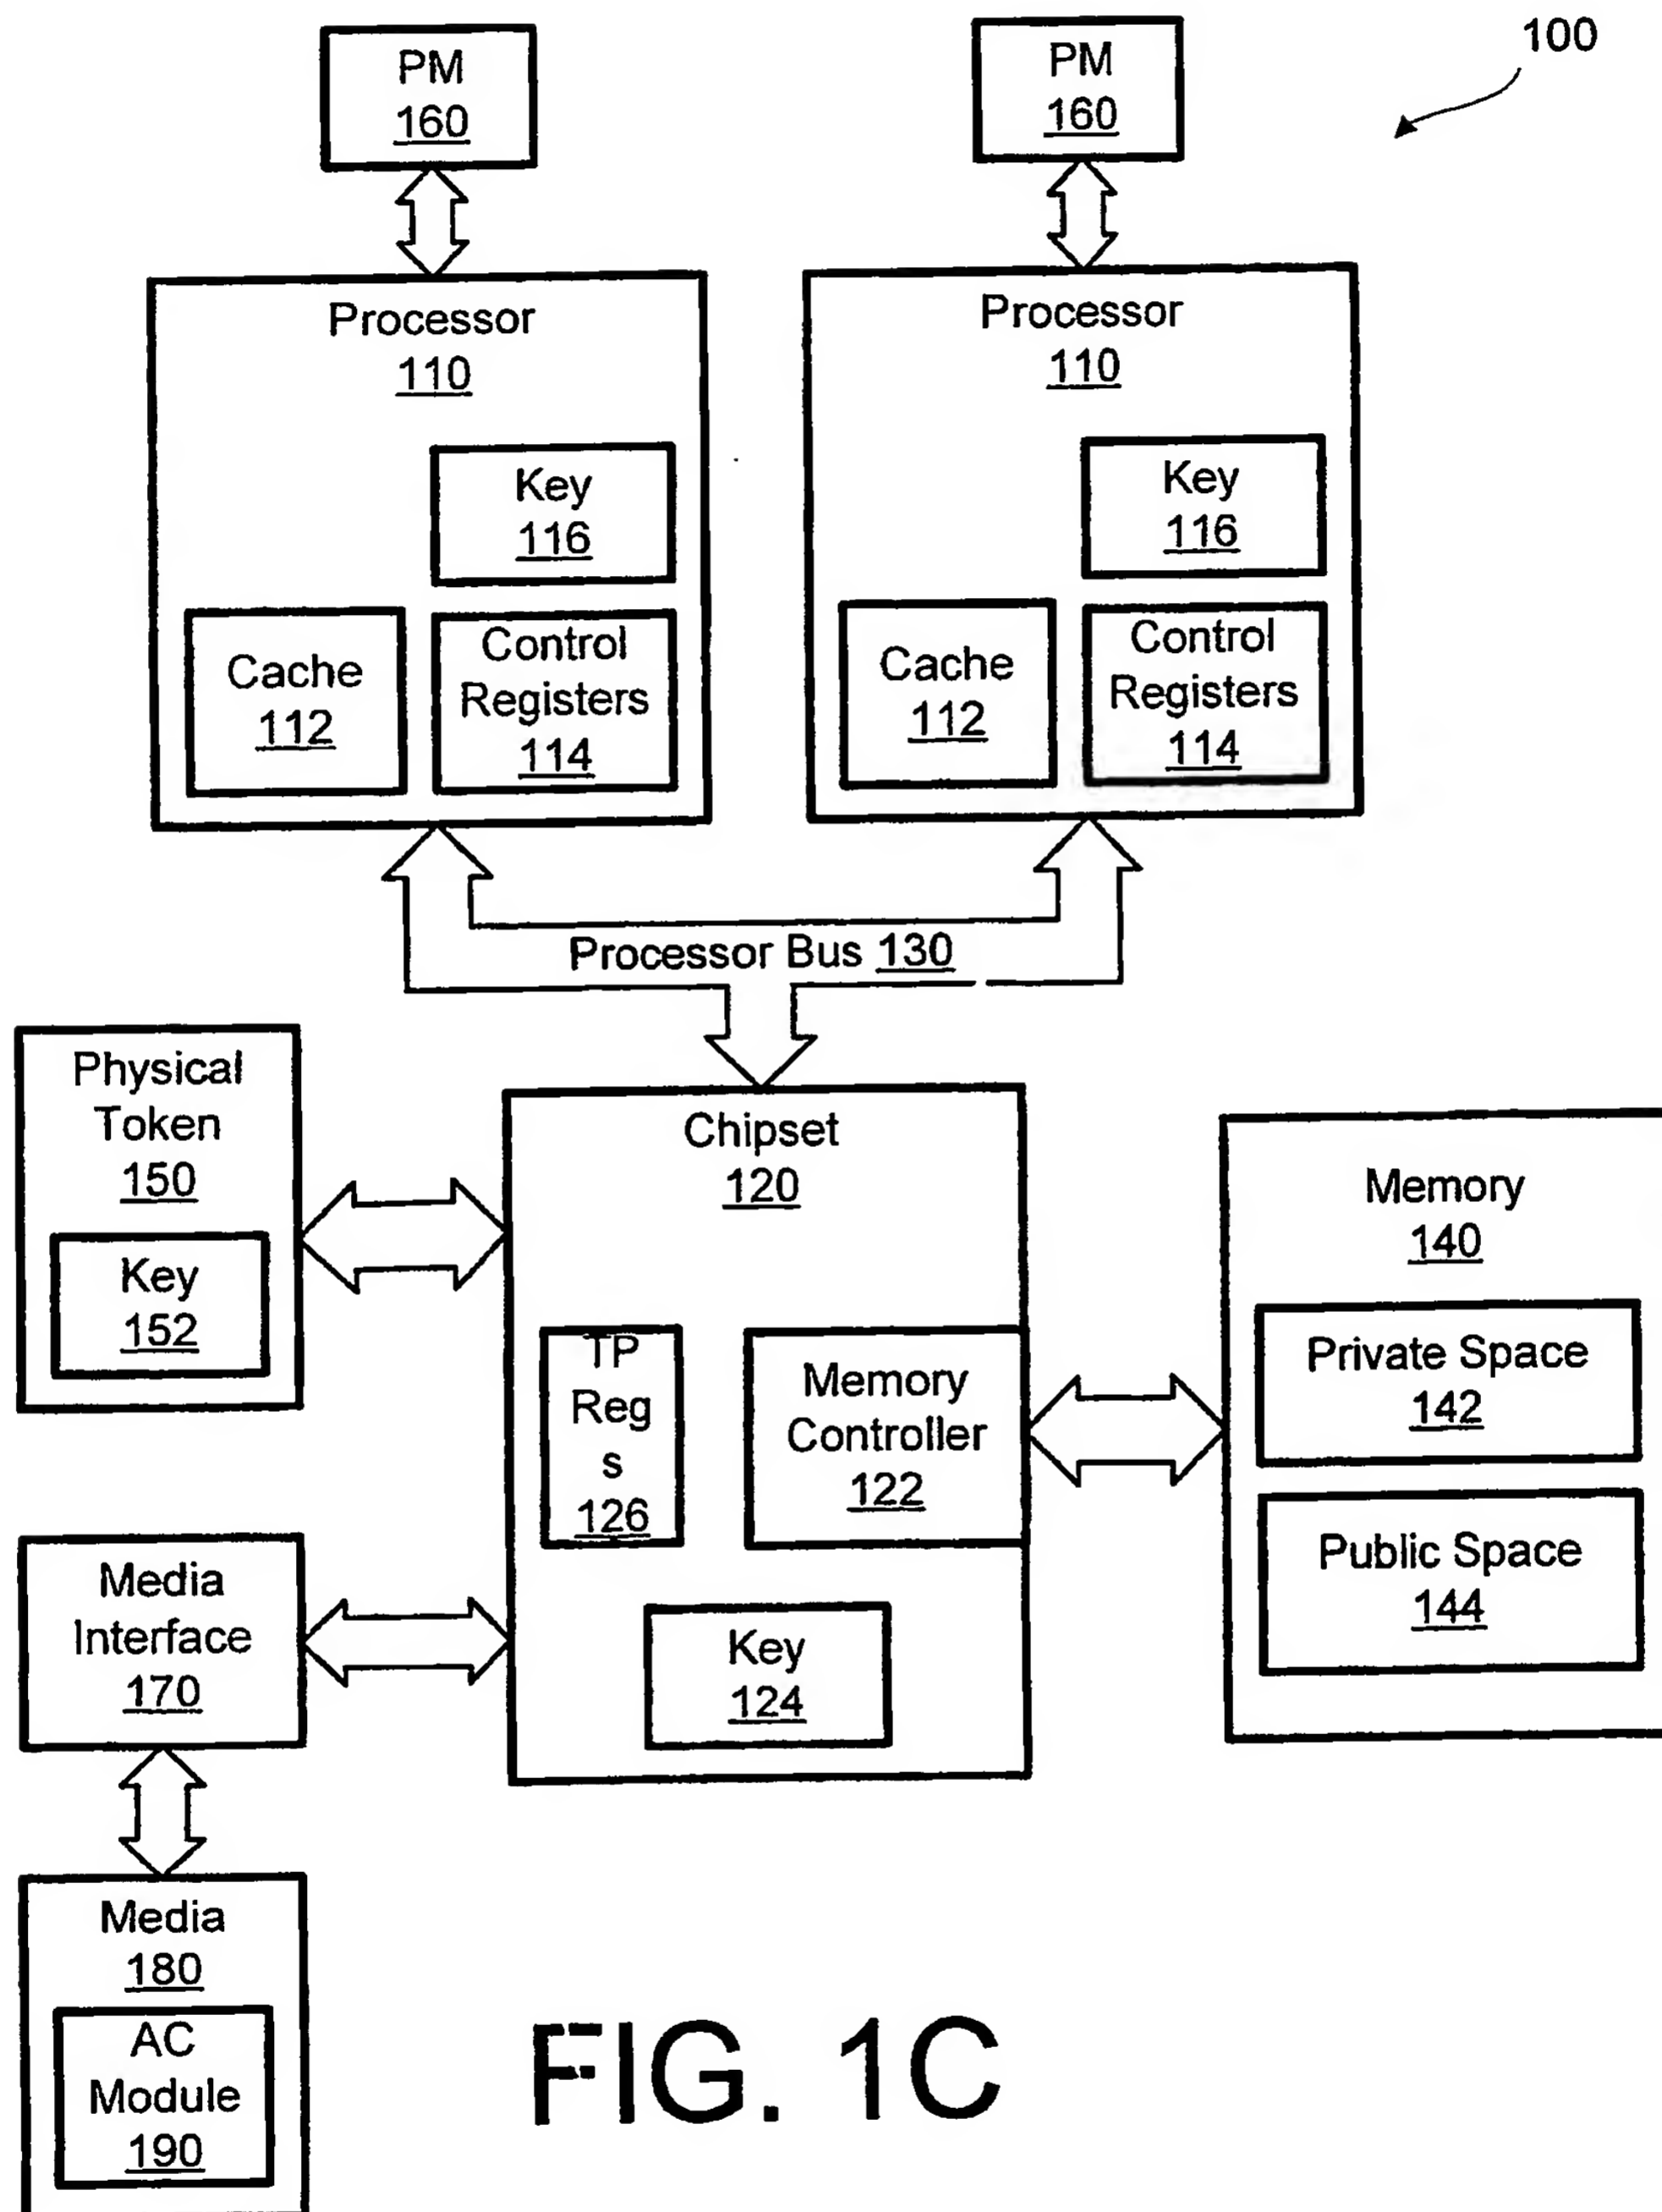 100
PM
160
PM
160
Processor
110
Key
116
Cache
112
Control
Registers
114
Processor
110
Key
116
Cache
112
Control
Registers
114
Processor Bus 130
Physical
Token
150
Key
152
Chipset
120
TP
Reg
s
126
Memory
Controller
122
Key
124
Memory
140
Private Space
142
Public Space
144
Media
Interface
170
Media
180
AC
Module
190
FIG. 1C